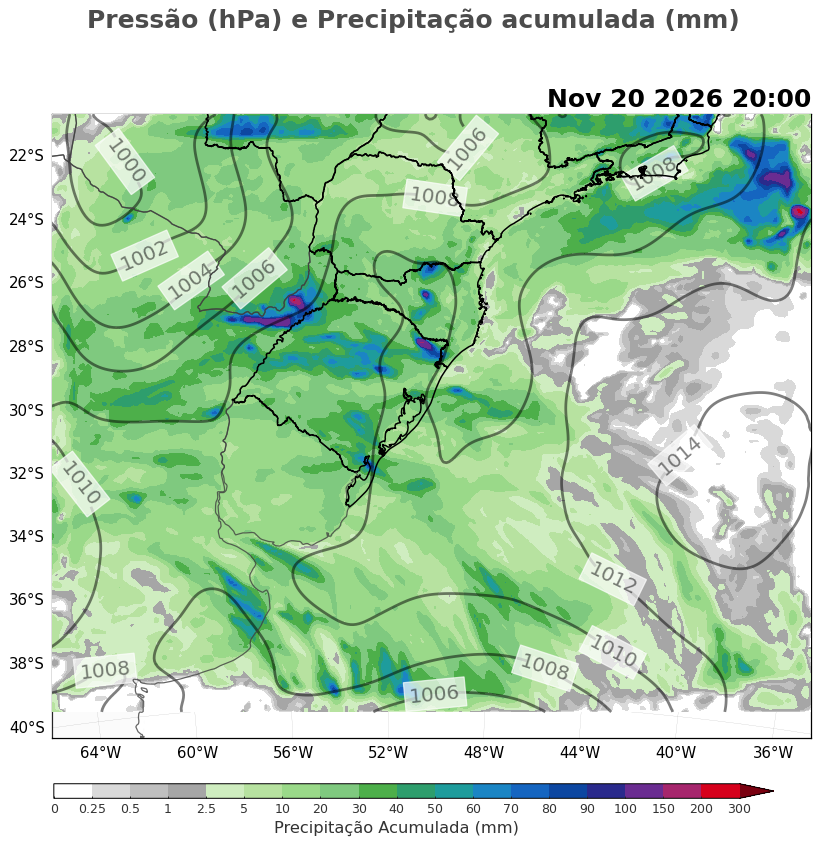 Pressão (hPa) e Precipitação acumulada (mm)
Nov 20 2026 20:00
22°S
24°S
26°S
28°S
30°S
32°S
34°S
36°S
38°S
40°S
1000
1006
1008
1008
1002
1004
1006
1010
1014
1012
1010
1008
1008
1006
64°W 60°W 56°W 52°W 48°W 44°W 40°W 36°W
0 0.25 0.5 1 2.5 5 10 20 30 40 50 60 70 80 90 100 150 200 300
Precipitação Acumulada (mm)